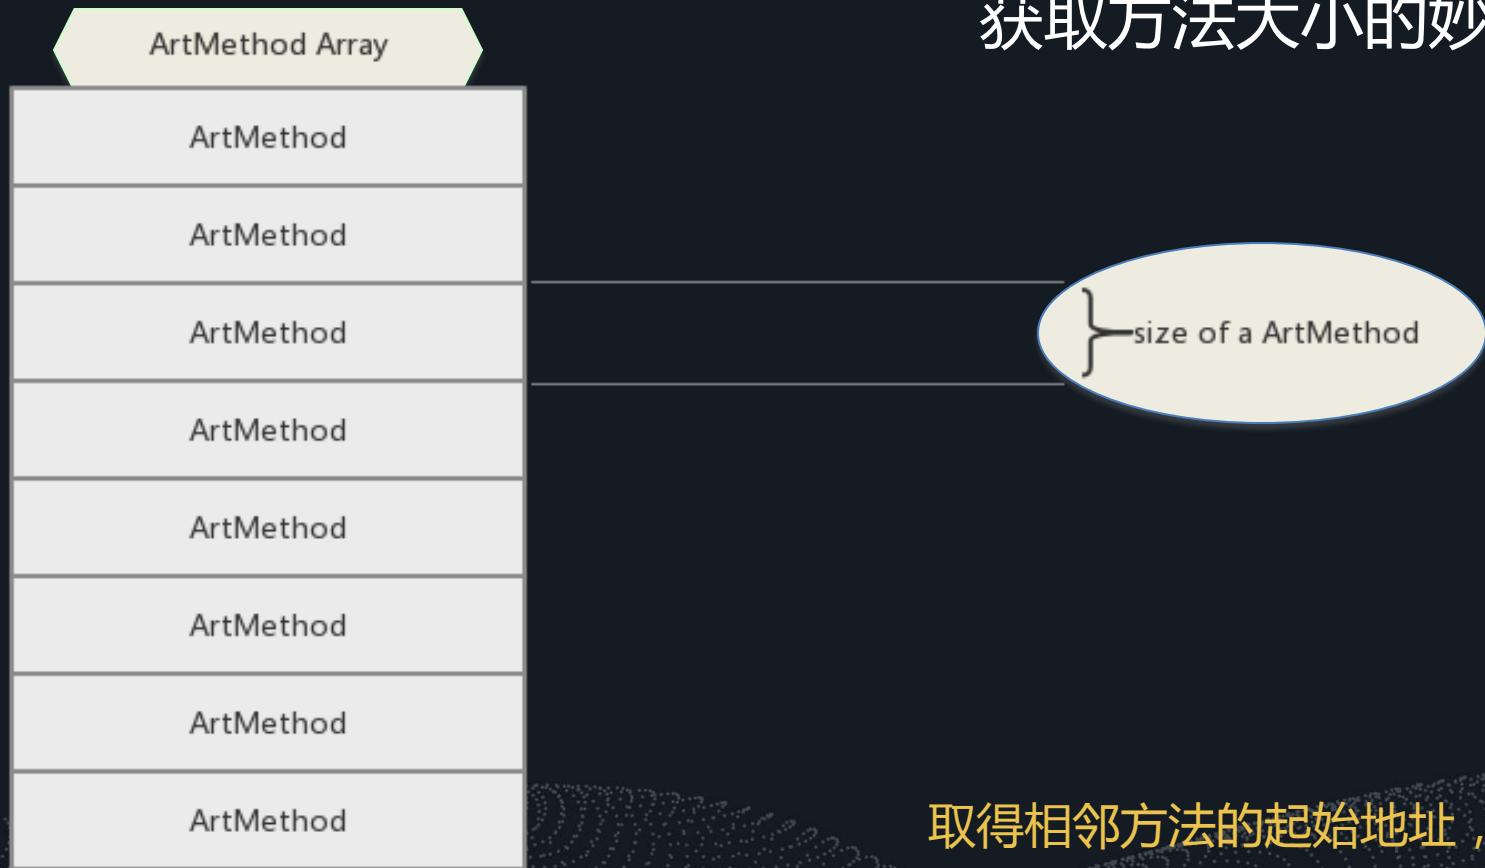 获取方法大小的妙
ArtMethod Array
ArtMethod
ArtMethod
ArtMethod
size of a ArtMethod
ArtMethod
ArtMethod
ArtMethod
ArtMethod
ArtMethod
取得相邻方法的起始地址，